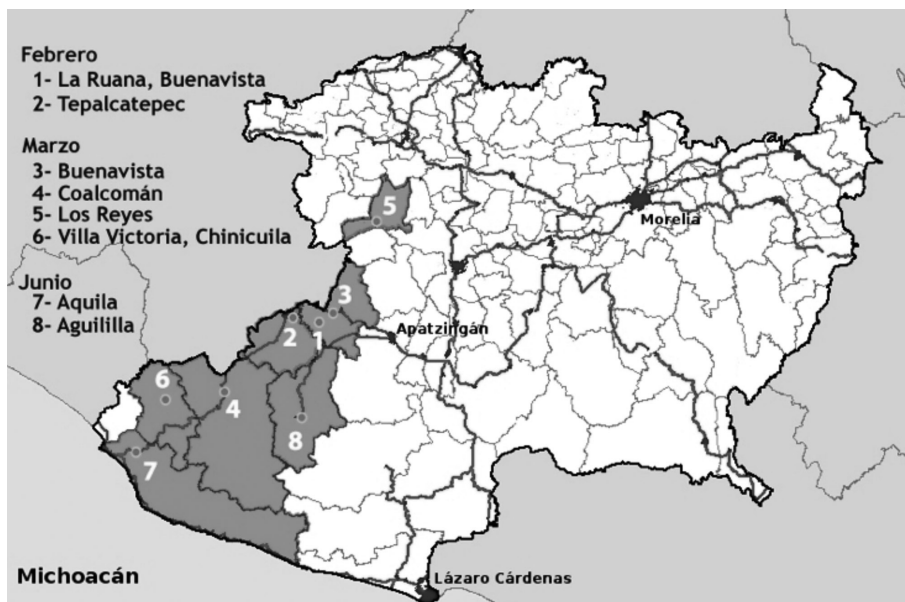 Febrero
1- La Ruana, Buenavista
2- Tepalcatepec
Marzo
3- Buenavista
4- Coalcomán
5- Los Reyes
6- Villa Victoria, Chinicuila
Junio
7- Aquila
8- Aguililla
5
Morelia
3
2
1
Apatzingán
6
4
8
7
Michoacán
Lázaro Cárdenas